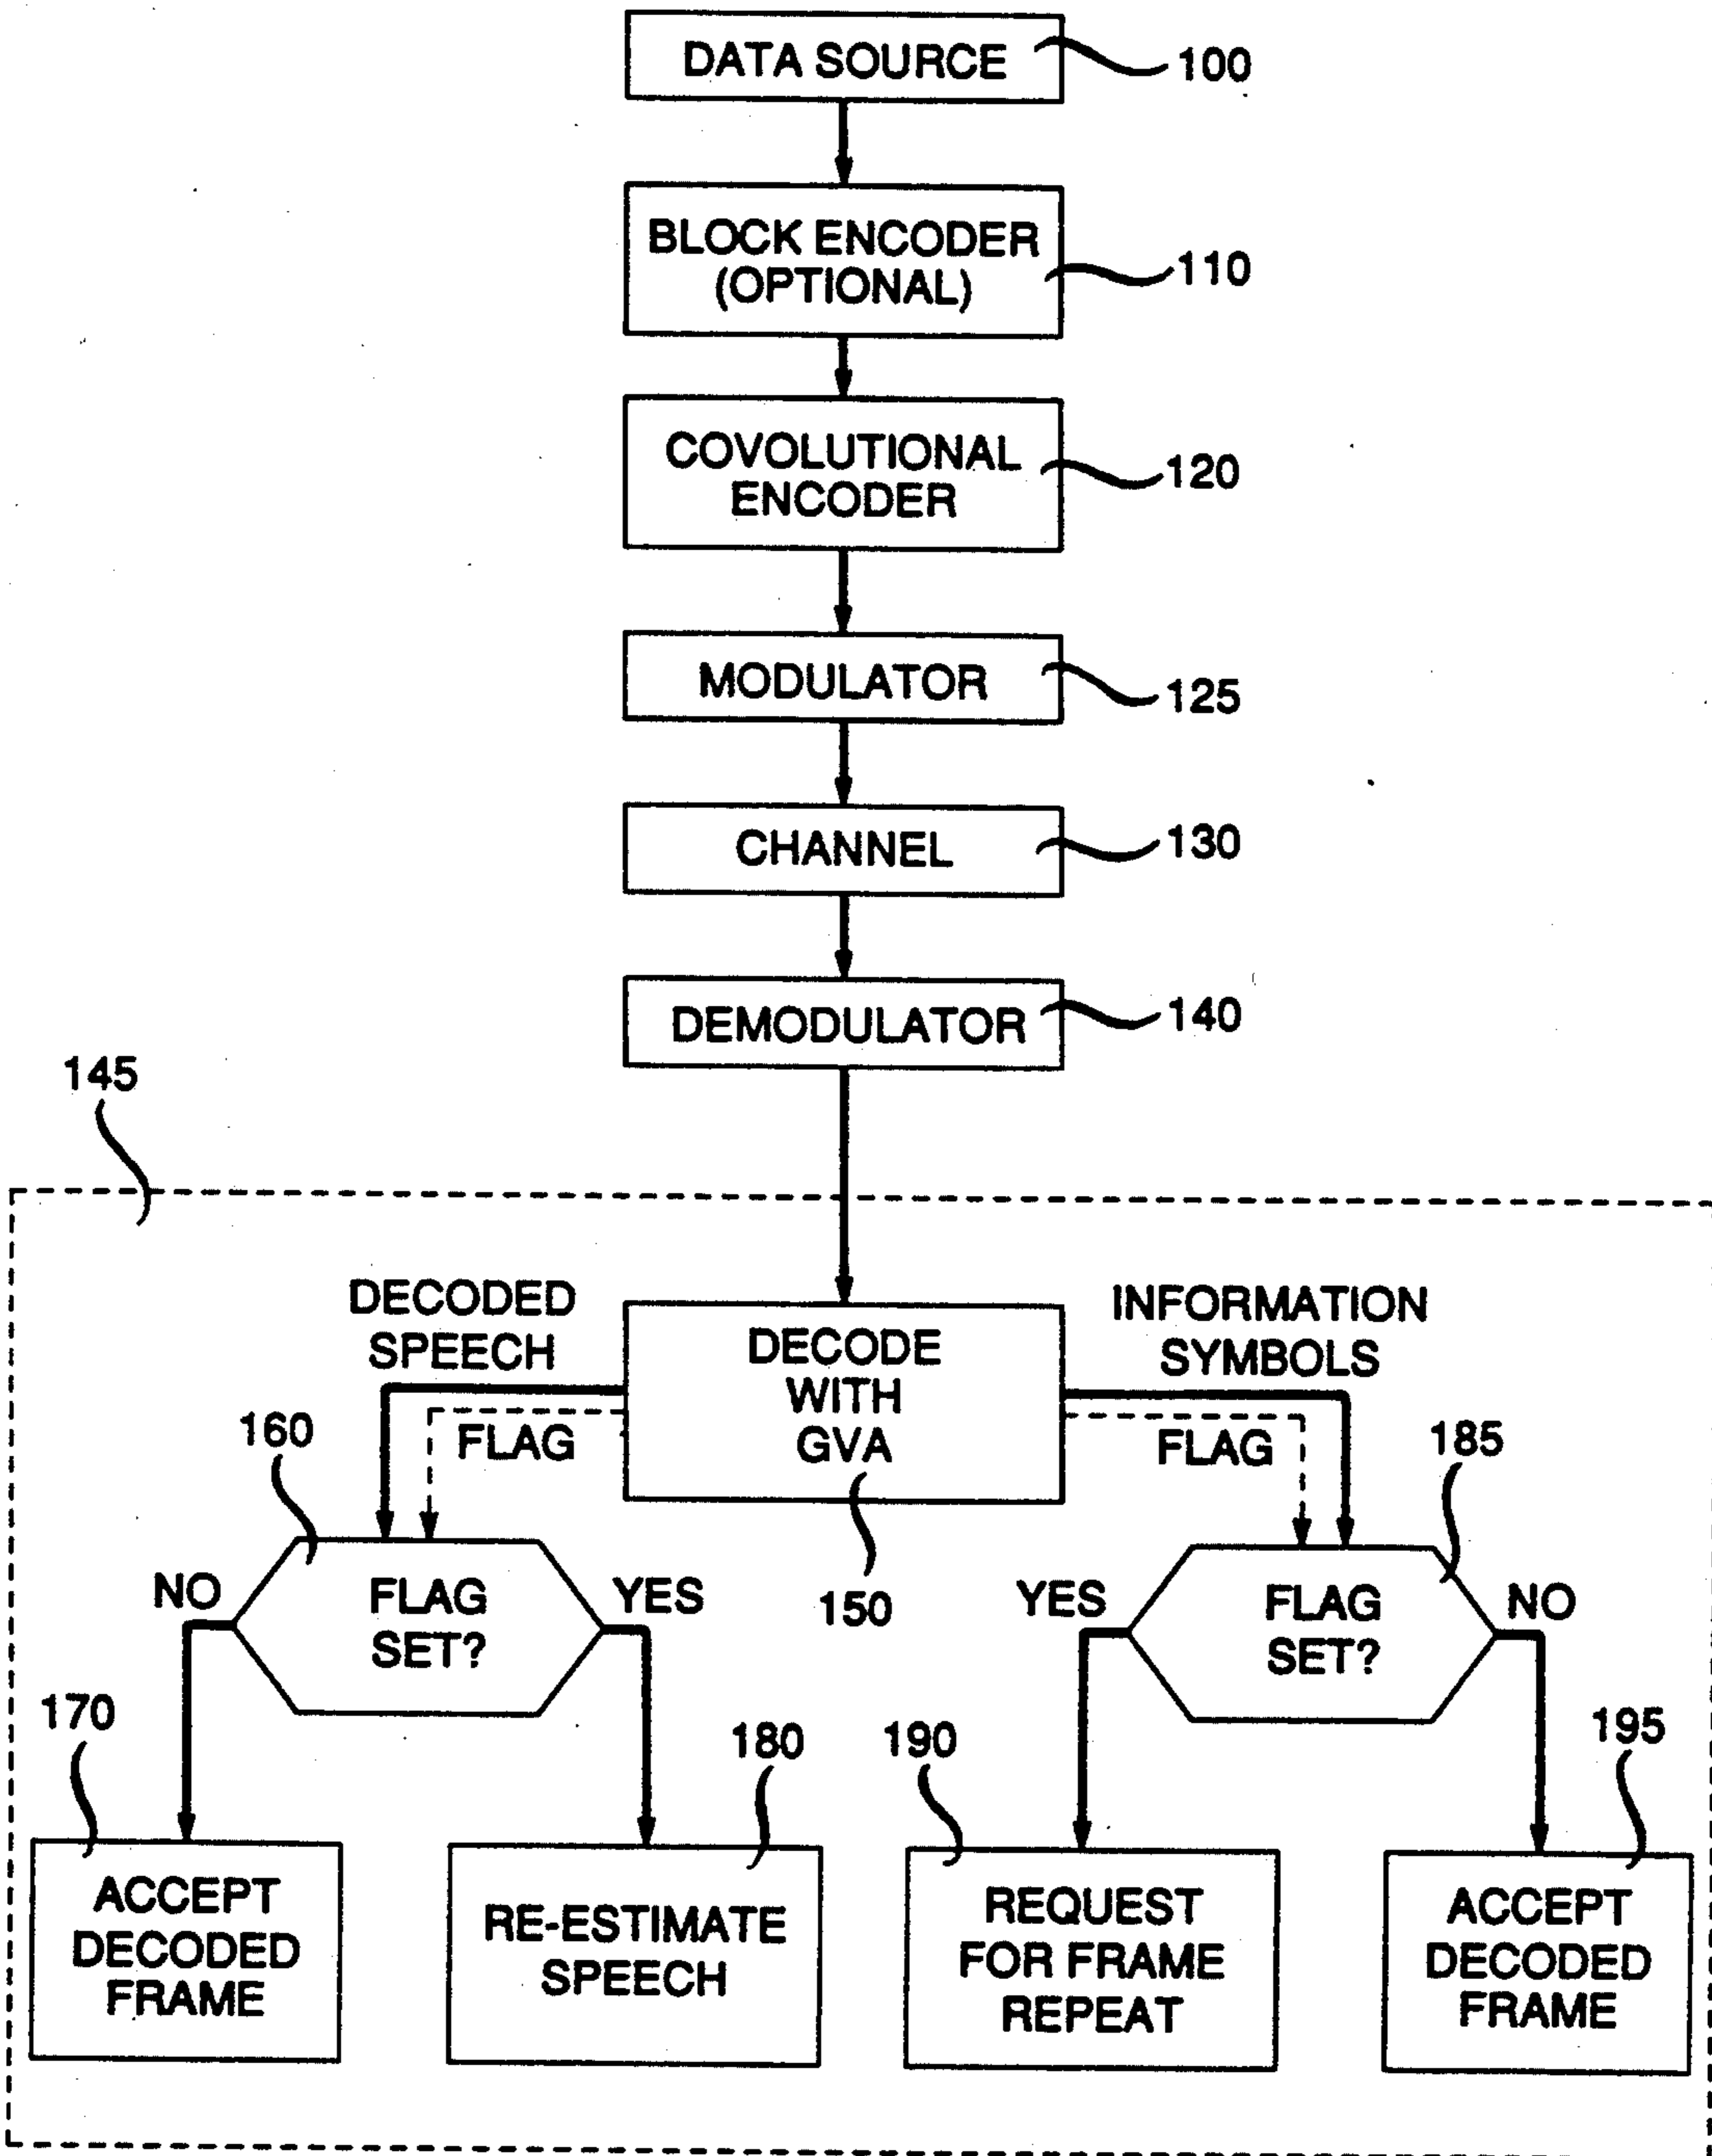 DATA SOURCE
100
BLOCK ENCODER
(OPTIONAL)
110
COVOLUTIONAL
ENCODER
120
MODULATOR
125
CHANNEL
130
DEMODULATOR
140
145
DECODED
SPEECH
FLAG
DECODE
WITH
GVA
150
INFORMATION
SYMBOLS
FLAG
160
FLAG
SET?
NO
YES
185
FLAG
SET?
YES
NO
170
ACCEPT
DECODED
FRAME
180
RE-ESTIMATE
SPEECH
190
REQUEST
FOR FRAME
REPEAT
195
ACCEPT
DECODED
FRAME